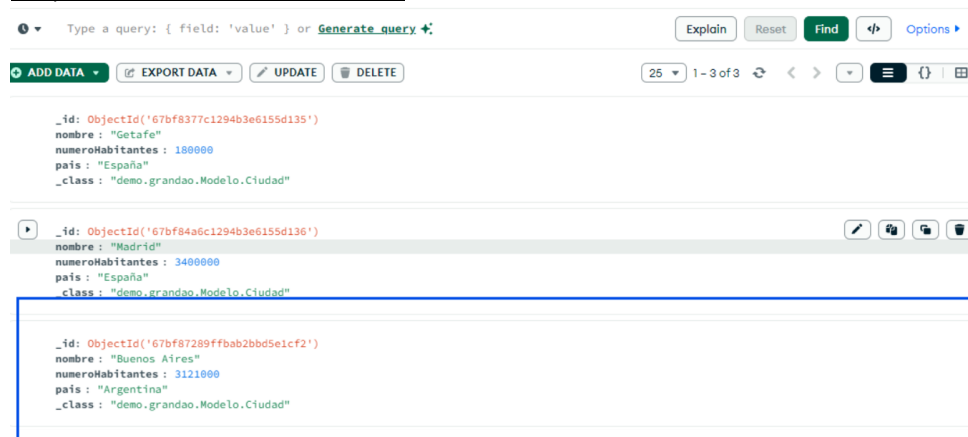 Type a query: { field: 'value' } or Generate query
Explain
Reset
Find
</>
Options
ADD DATA
EXPORT DATA
UPDATE
DELETE
25
1 – 3 of 3
{}
_id: ObjectId('67bf8377c1294b3e6155d135')
nombre : "Getafe"
numeroHabitantes : 180000
pais : "España"
_class : "demo.grandao.Modelo.Ciudad"
_id: ObjectId('67bf84a6c1294b3e6155d136')
nombre : "Madrid"
numeroHabitantes : 3400000
pais : "España"
_class : "demo.grandao.Modelo.Ciudad"
_id: ObjectId('67bf87289ffbab2bbd5e1cf2')
nombre : "Buenos Aires"
numeroHabitantes : 3121000
pais : "Argentina"
_class : "demo.grandao.Modelo.Ciudad"